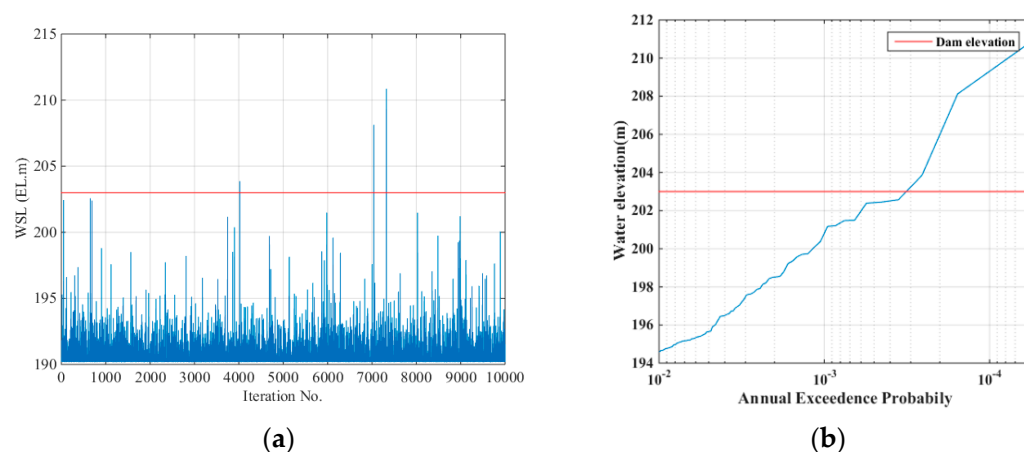 215
210
205
200
195
190
WSL (EL.m)
0 1000 2000 3000 4000 5000 6000 7000 8000 9000 10000
Iteration No.
(a)
212
210
208
206
204
202
200
198
196
194
Water elevation(m)
Dam elevation
10-2 10-3 10-4
Annual Exceedence Probabily
(b)